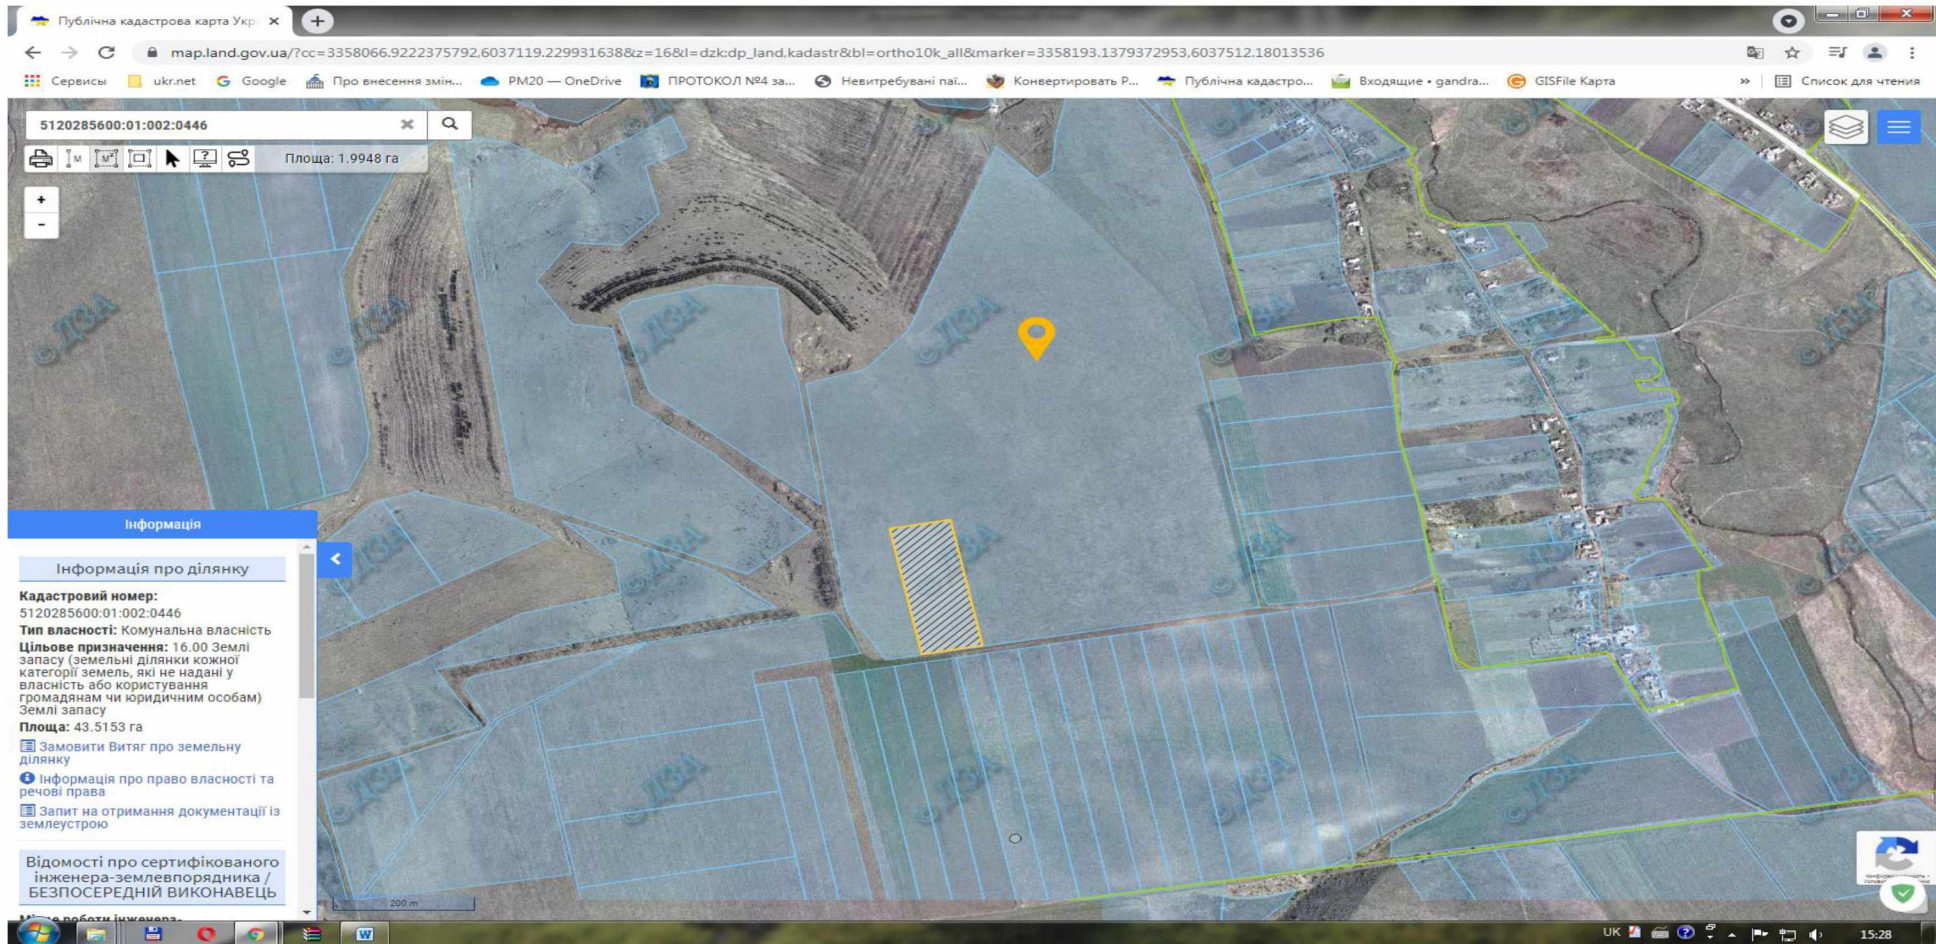 Публічна кадастрова карта Укр
map.land.gov.ua/?cc=3358066.9222375792,6037119.229931638&z=16&l=dzk:dp_land,kadastr&bl=ortho10k_all&marker=3358193.1379372953,6037512.18013536
Сервисы ukr.net Google Про внесення змін... PM20 — OneDrive ПРОТОКОЛ №4 за... Невитребувані паї... Конвертировать P... Публічна кадастро... Входящие • gandra... GISFile Карта » Список для чтения
5120285600:01:002:0446
Площа: 1.9948 га
+
-
© ДЗА © ДЗА © ДЗА © ДЗА © ДЗА © ДЗА
Інформація
Інформація про ділянку
Кадастровий номер:
5120285600:01:002:0446
Тип власності: Комунальна власність
Цільове призначення: 16.00 Землі
запасу (земельні ділянки кожної
категорії земель, які не надані у
власність або користування
громадянам чи юридичним особам)
Землі запасу
Площа: 43.5153 га
Замовити Витяг про земельну
ділянку
Інформація про право власності та
речові права
Запит на отримання документації із
землеустрою
Відомості про сертифікованого
інженера-землевпорядника /
БЕЗПОСЕРЕДНІЙ ВИКОНАВЕЦЬ
200 m
UK 15:28